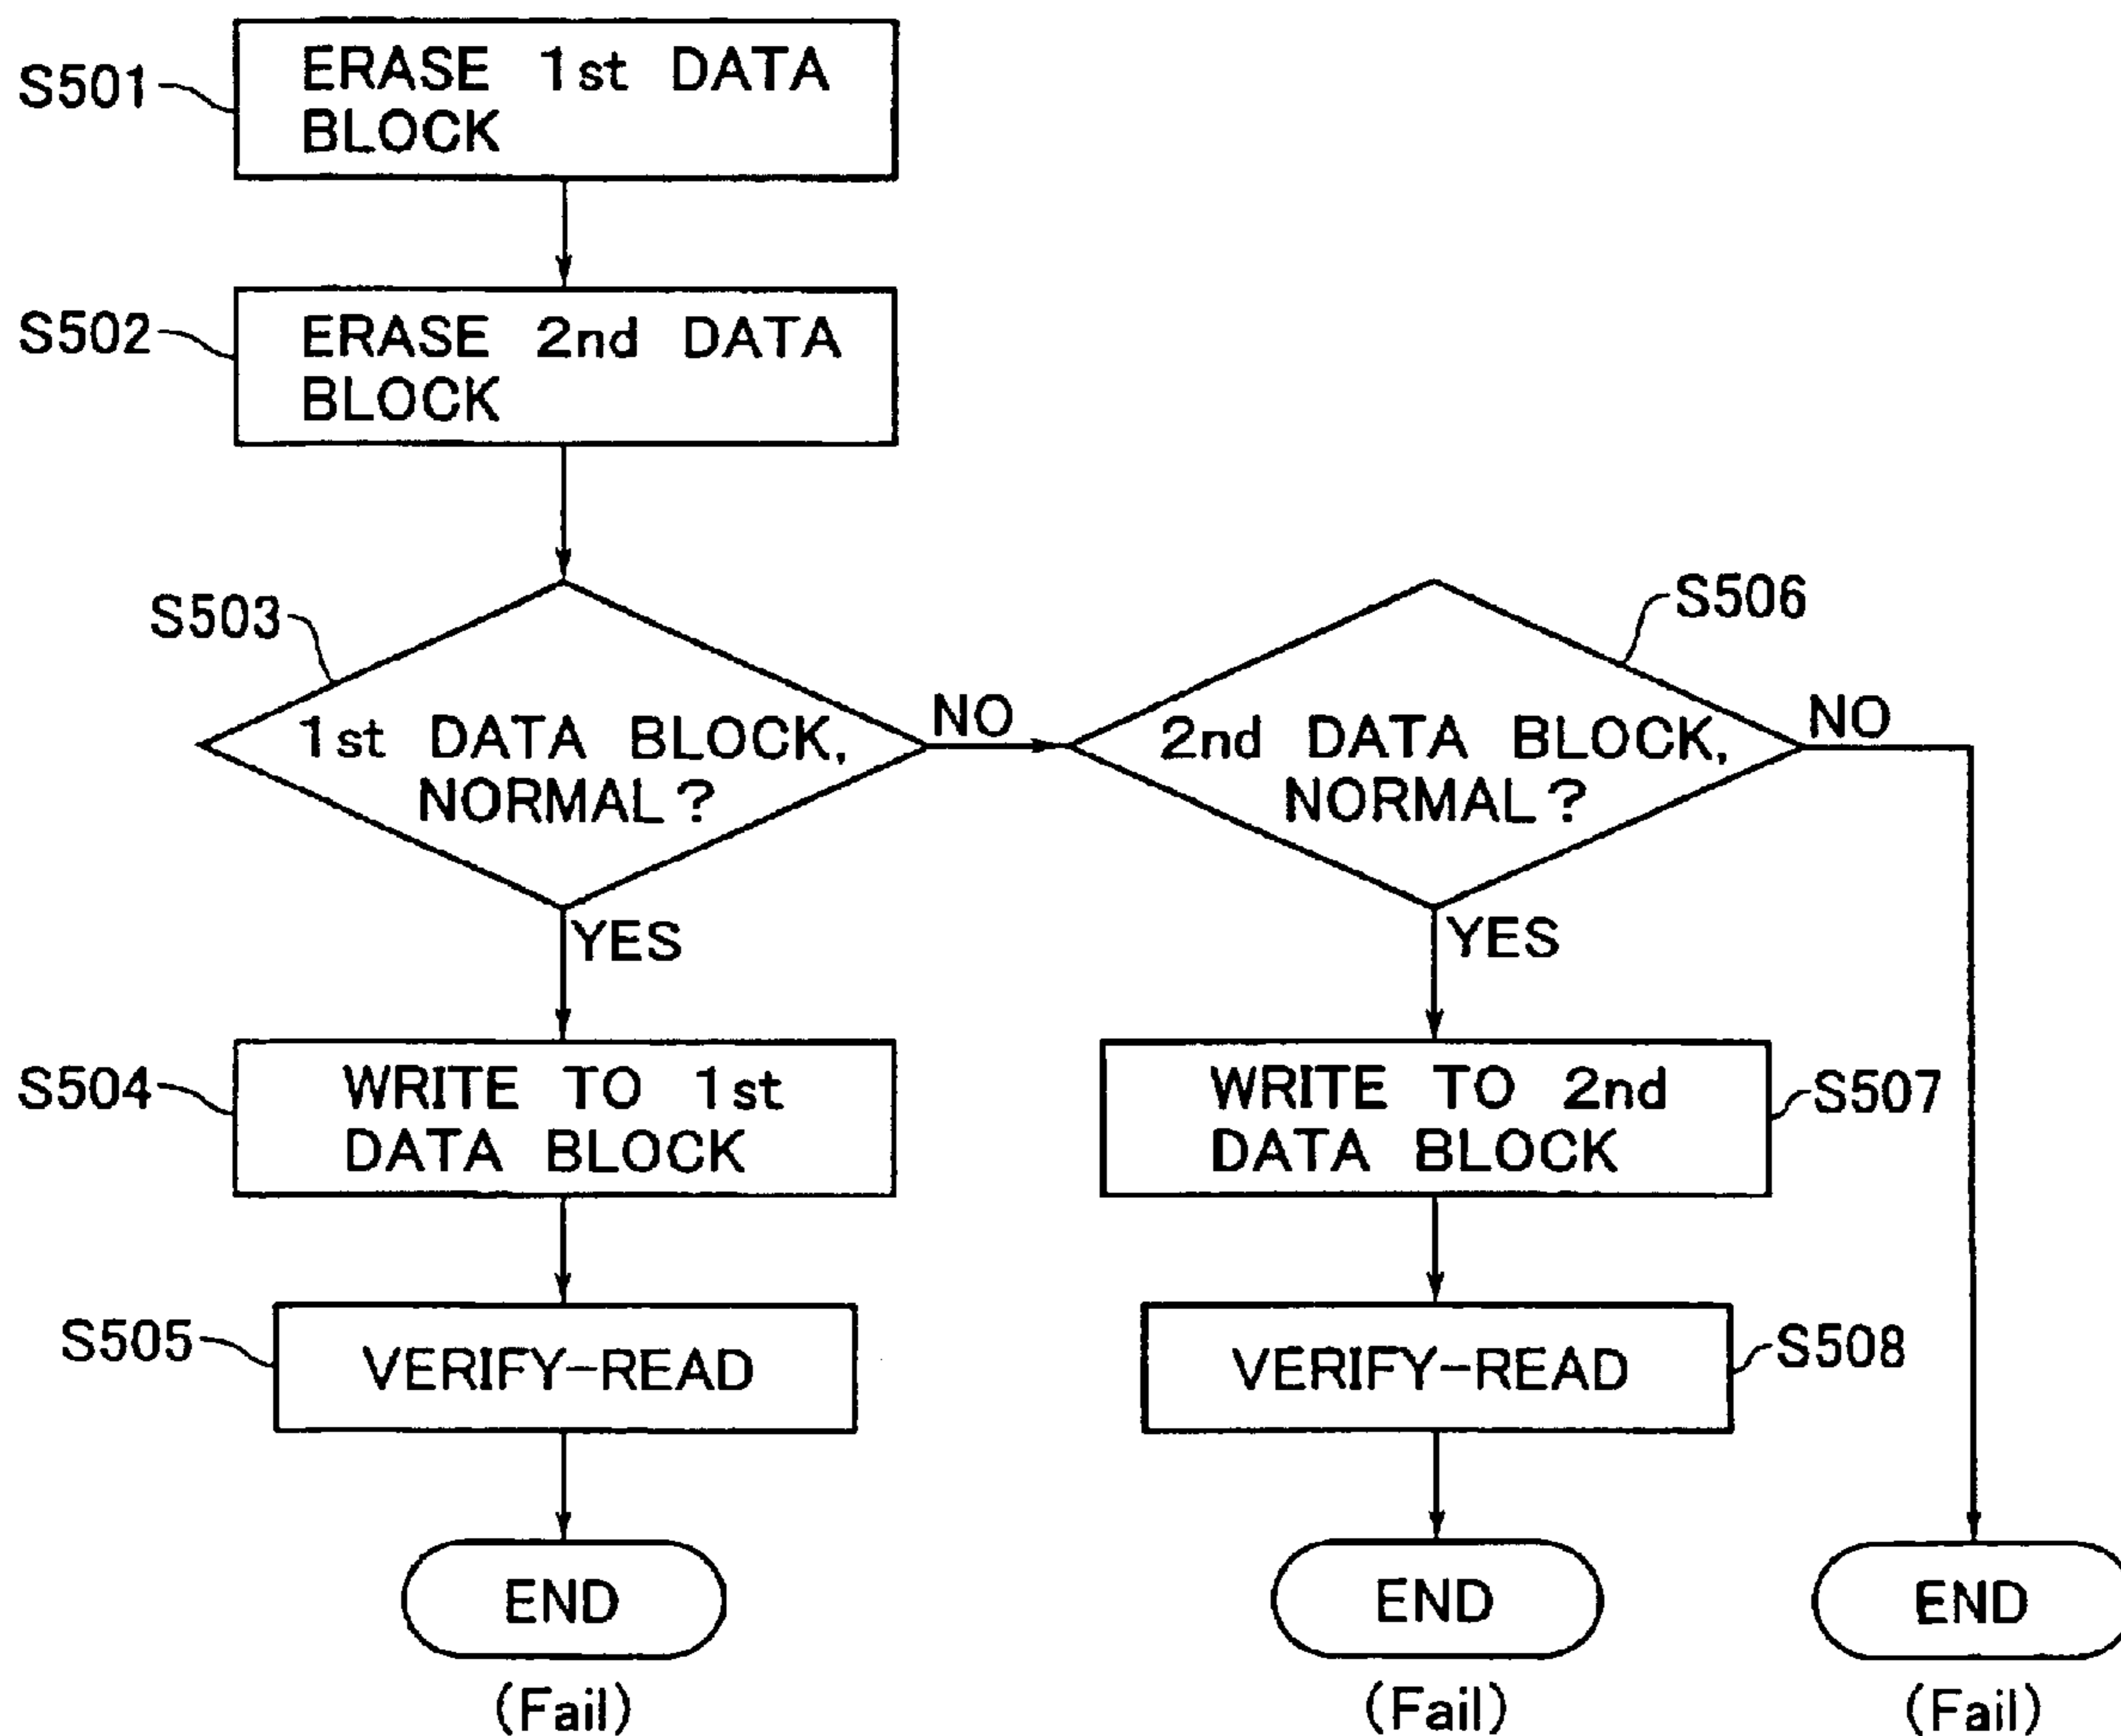 S501
ERASE 1st DATA
BLOCK
S502
ERASE 2nd DATA
BLOCK
S503
1st DATA BLOCK,
NORMAL?
NO
YES
S506
2nd DATA BLOCK,
NORMAL?
NO
YES
S504
WRITE TO 1st
DATA BLOCK
WRITE TO 2nd
DATA BLOCK
S507
S505
VERIFY-READ
VERIFY-READ
S508
END
END
END
(Fail)
(Fail)
(Fail)